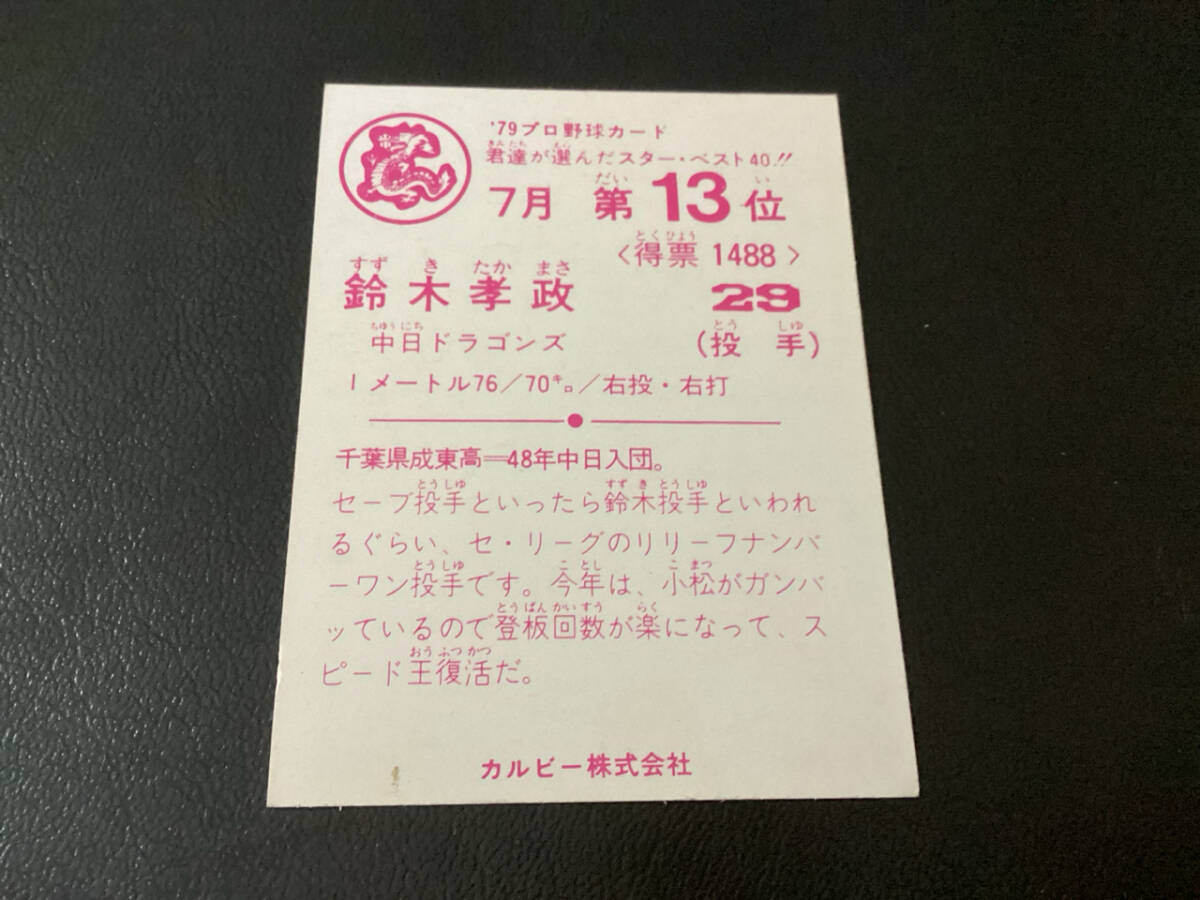 '79プロ野球カード
君達が選んだスター・ベスト40!!
7月 第13位
<得票 1488>
鈴木孝政 29
中日ドラゴンズ (投手)
1メートル76/70キロ/右投・右打
千葉県成東高=48年中日入団。
セーブ投手といったら鈴木投手といわれ
るぐらい、セ・リーグのリリーフナンバ
ーワン投手です。今年は、小松がガンバ
ッているので登板回数が楽になって、ス
ピード王復活だ。
カルビー株式会社